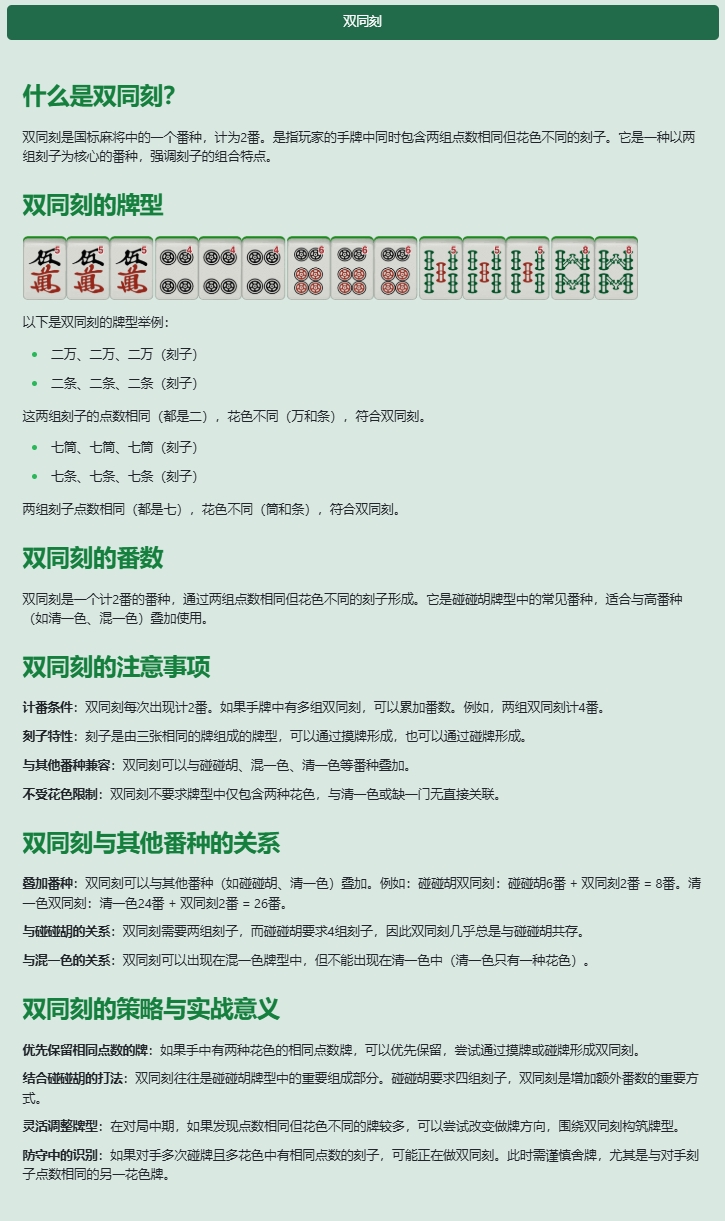 双同刻
什么是双同刻?
双同刻是国标麻将中的一个番种，计为2番。是指玩家的手牌中同时包含两组点数相同但花色不同的刻子。它是一种以两
组刻子为核心的番种，强调刻子的组合特点。
双同刻的牌型
伍萬 5 伍萬 5 伍萬 5 4 4 4 6 6 6 5 5 5 8 8
以下是双同刻的牌型举例：
二万、二万、二万（刻子）
二条、二条、二条（刻子）
这两组刻子的点数相同（都是二），花色不同（万和条），符合双同刻。
七筒、七筒、七筒（刻子）
七条、七条、七条（刻子）
两组刻子点数相同（都是七），花色不同（筒和条），符合双同刻。
双同刻的番数
双同刻是一个计2番的番种，通过两组点数相同但花色不同的刻子形成。它是碰碰胡牌型中的常见番种，适合与高番种
（如清一色、混一色）叠加使用。
双同刻的注意事项
计番条件：双同刻每次出现计2番。如果手牌中有多组双同刻，可以累加番数。例如，两组双同刻计4番。
刻子特性：刻子是由三张相同的牌组成的牌型，可以通过摸牌形成，也可以通过碰牌形成。
与其他番种兼容：双同刻可以与碰碰胡、混一色、清一色等番种叠加。
不受花色限制：双同刻不要求牌型中仅包含两种花色，与清一色或缺一门无直接关联。
双同刻与其他番种的关系
叠加番种：双同刻可以与其他番种（如碰碰胡、清一色）叠加。例如：碰碰胡双同刻：碰碰胡6番 + 双同刻2番 = 8番。清
一色双同刻：清一色24番 + 双同刻2番 = 26番。
与碰碰胡的关系：双同刻需要两组刻子，而碰碰胡要求4组刻子，因此双同刻几乎总是与碰碰胡共存。
与混一色的关系：双同刻可以出现在混一色牌型中，但不能出现在清一色中（清一色只有一种花色）。
双同刻的策略与实战意义
优先保留相同点数的牌：如果手中有两种花色的相同点数牌，可以优先保留，尝试通过摸牌或碰牌形成双同刻。
结合碰碰胡的打法：双同刻往往是碰碰胡牌型中的重要组成部分。碰碰胡要求四组刻子，双同刻是增加额外番数的重要方
式。
灵活调整牌型：在对局中期，如果发现点数相同但花色不同的牌较多，可以尝试改变做牌方向，围绕双同刻构筑牌型。
防守中的识别：如果对手多次碰牌且多花色中有相同点数的刻子，可能正在做双同刻。此时需谨慎舍牌，尤其是与对手刻
子点数相同的另一花色牌。